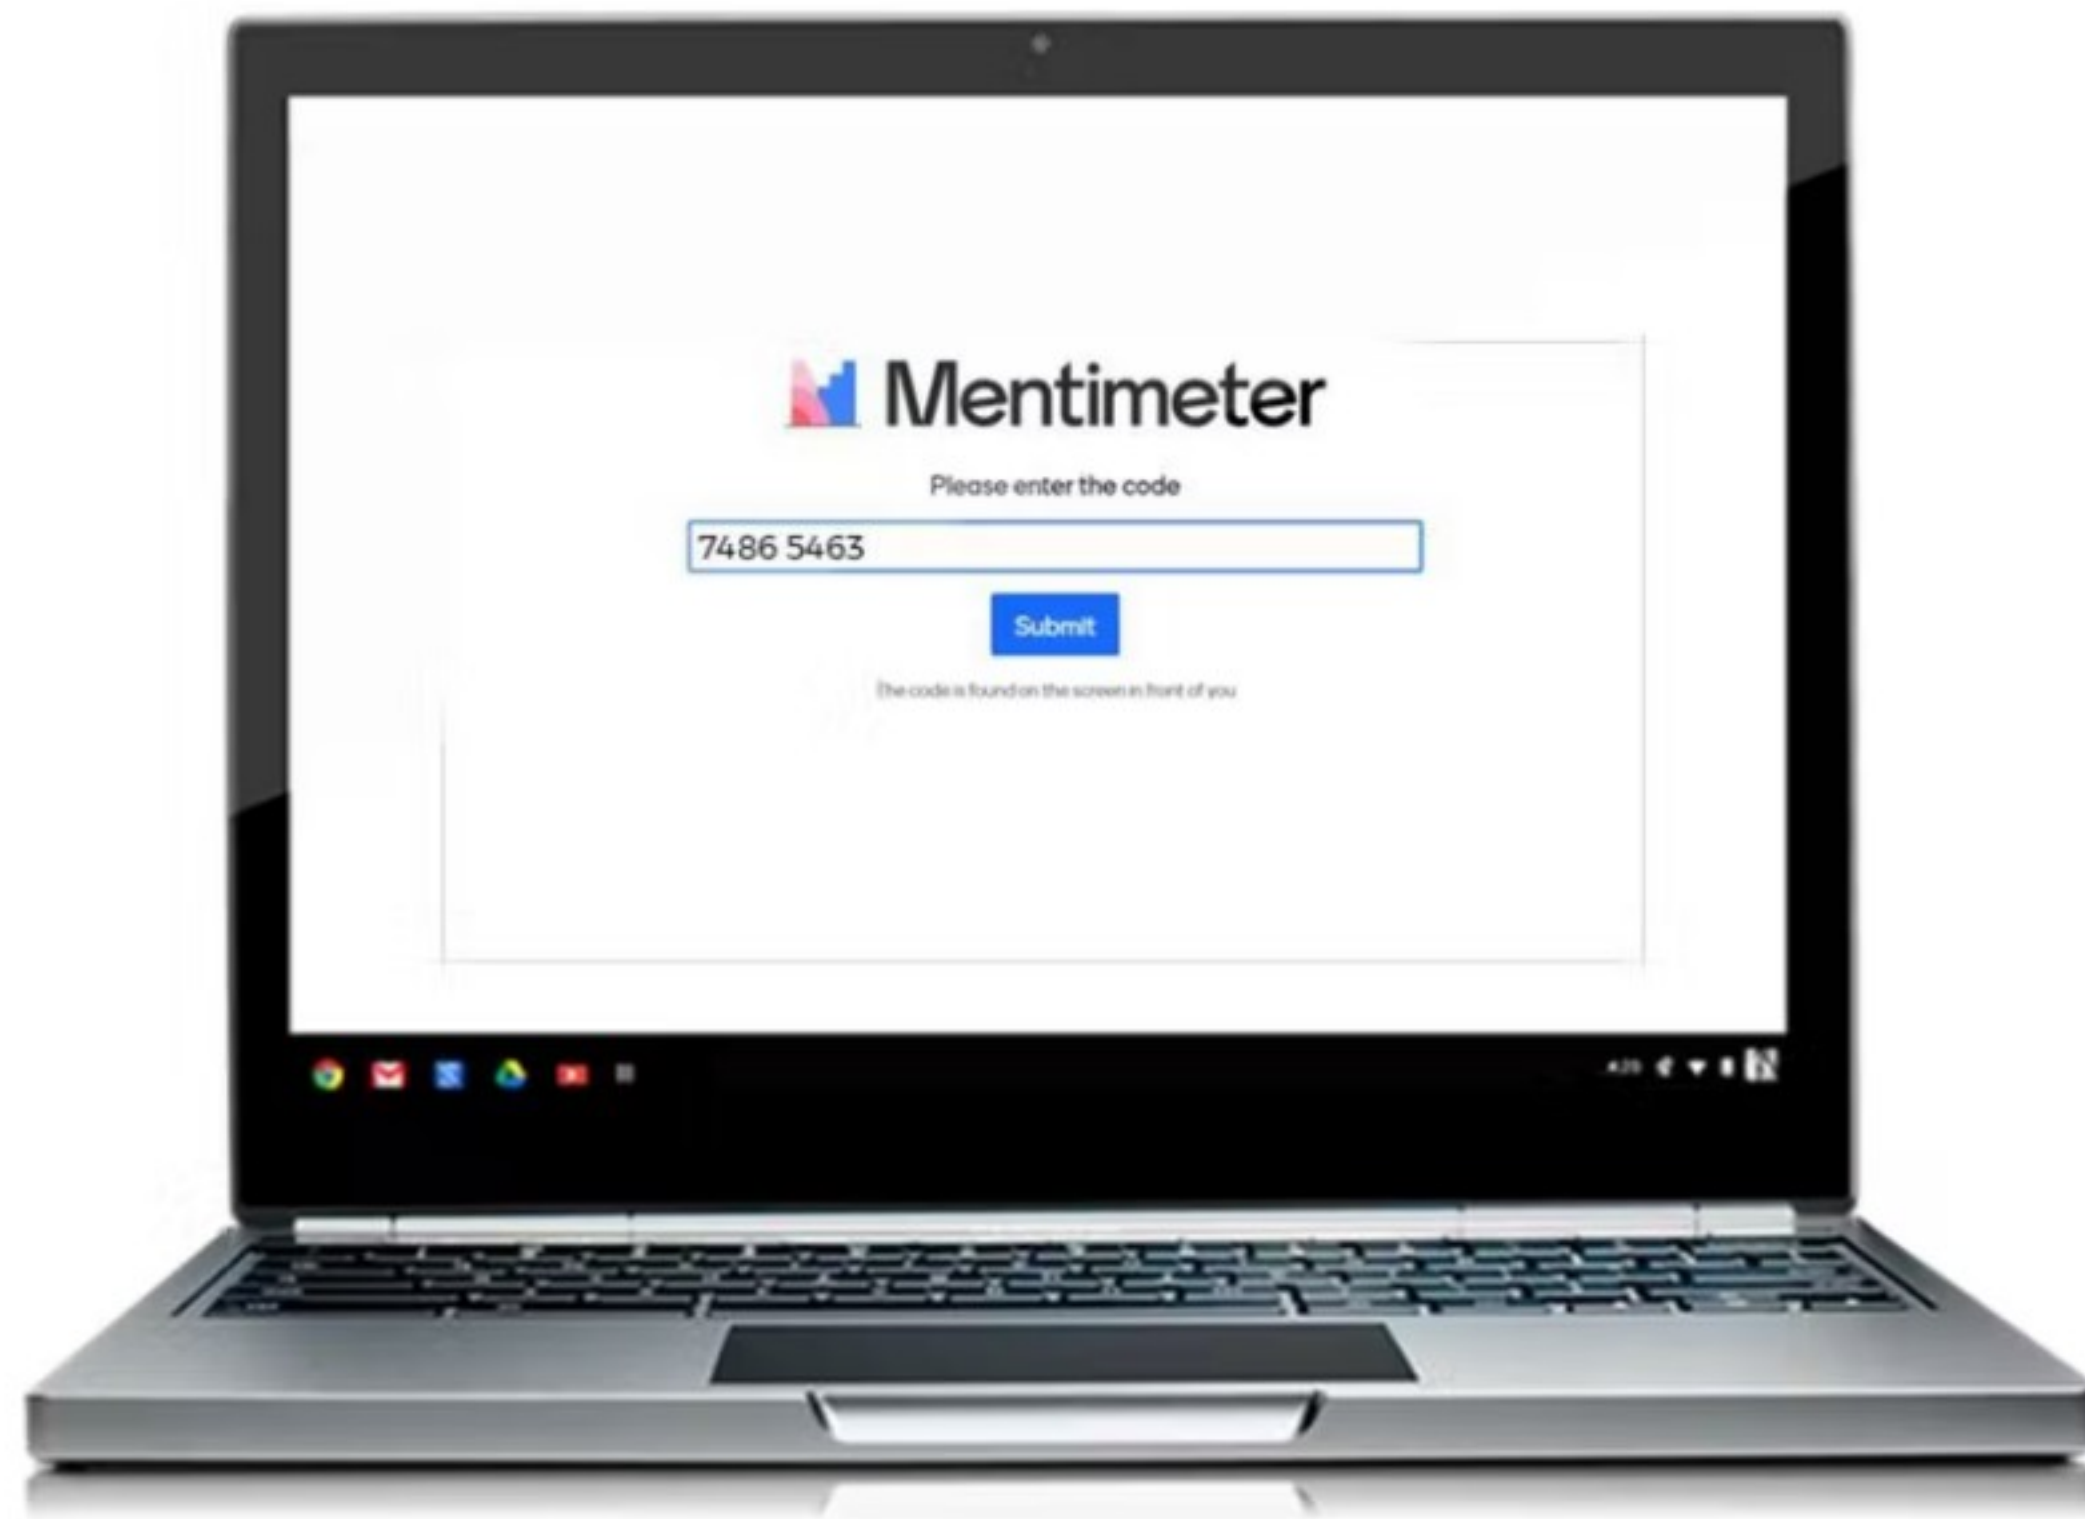 Mentimeter
Please enter the code
7486 5463
Submit
The code is found on the screen in front of you